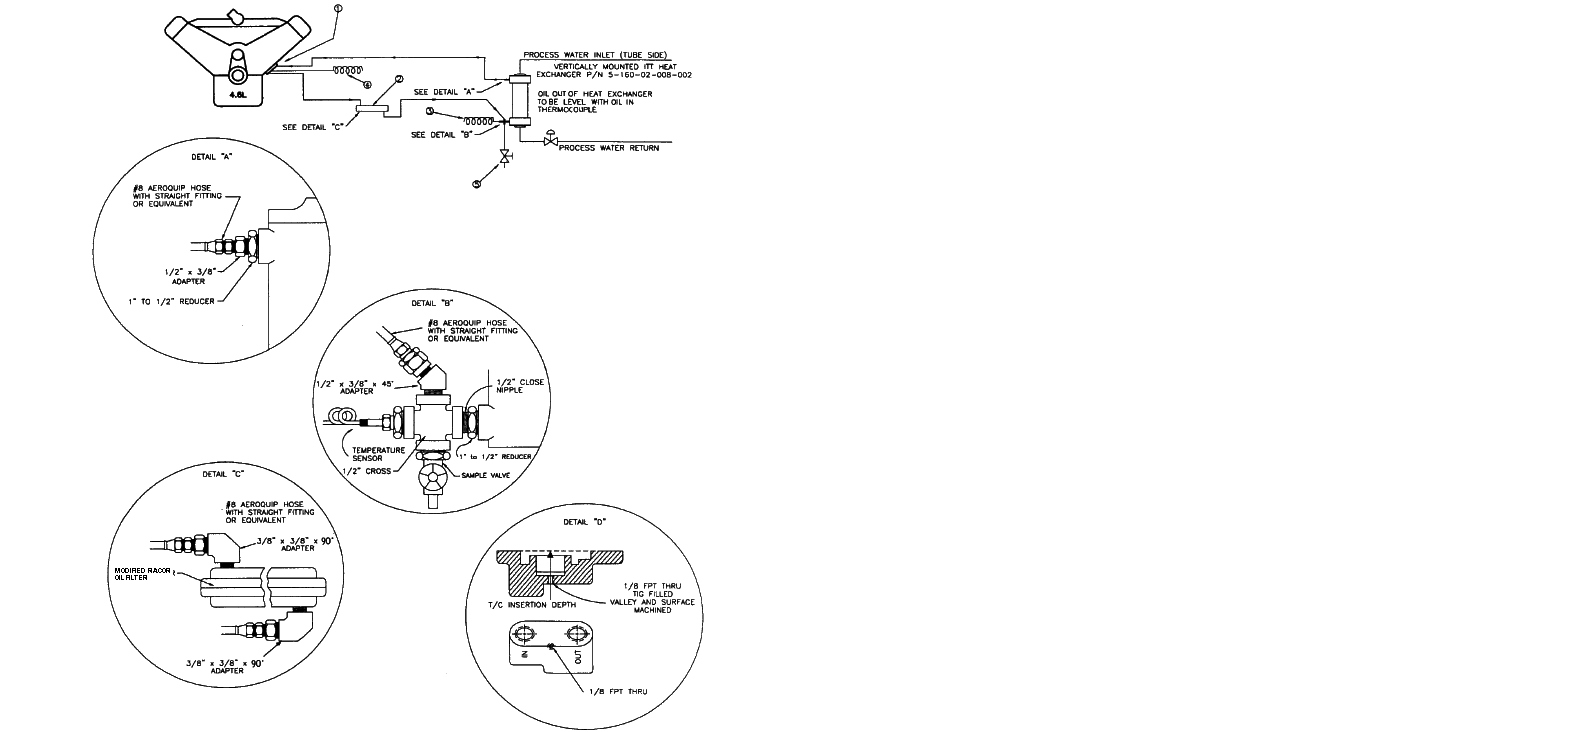 1
PROCESS WATER INLET (TUBE SIDE)
VERTICALLY MOUNTED ITT HEAT
EXCHANGER P/N 5-160-02-008-002
4
2
SEE DETAIL "A"
4.6L
OIL OUT OF HEAT EXCHANGER
TO BE LEVEL WITH OIL IN
THERMOCOUPLE
3
SEE DETAIL "C"
SEE DETAIL "B"
PROCESS WATER RETURN
5
DETAIL "A"
#8 AEROQUIP HOSE
WITH STRAIGHT FITTING
OR EQUIVALENT
1/2" x 3/8"
ADAPTER
1" TO 1/2" REDUCER
DETAIL "B"
#8 AEROQUIP HOSE
WITH STRAIGHT FITTING
OR EQUIVALENT
1/2" x 3/8" x 45°
ADAPTER
1/2" CLOSE
NIPPLE
TEMPERATURE
SENSOR
1" to 1/2" REDUCER
1/2" CROSS
SAMPLE VALVE
DETAIL "C"
#8 AEROQUIP HOSE
WITH STRAIGHT FITTING
OR EQUIVALENT
3/8" x 3/8" x 90°
ADAPTER
MODIRED RACOR
OIL FILTER
3/8" x 3/8" x 90°
ADAPTER
DETAIL "D"
1/8 FPT THRU
TIG FILLED
VALLEY AND SURFACE
MACHINED
T/C INSERTION DEPTH
IN
OUT
1/8 FPT THRU